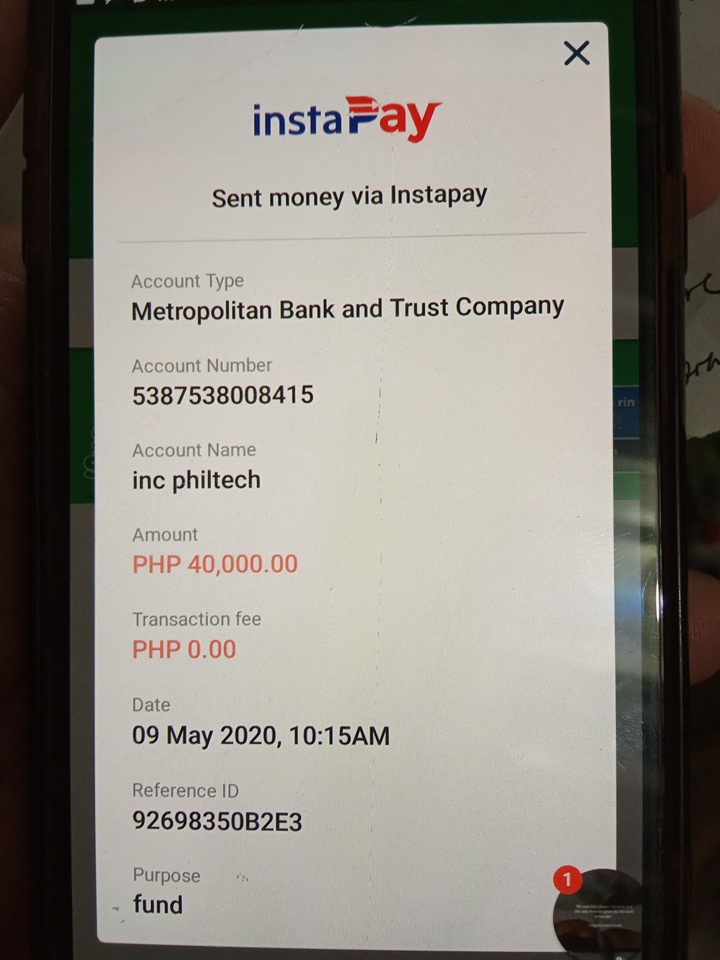 instaPay
Sent money via Instapay
Account Type
Metropolitan Bank and Trust Company
Account Number
5387538008415
Account Name
inc philtech
Amount
PHP 40,000.00
Transaction fee
PHP 0.00
Date
09 May 2020, 10:15AM
Reference ID
92698350B2E3
Purpose
fund
rin
1